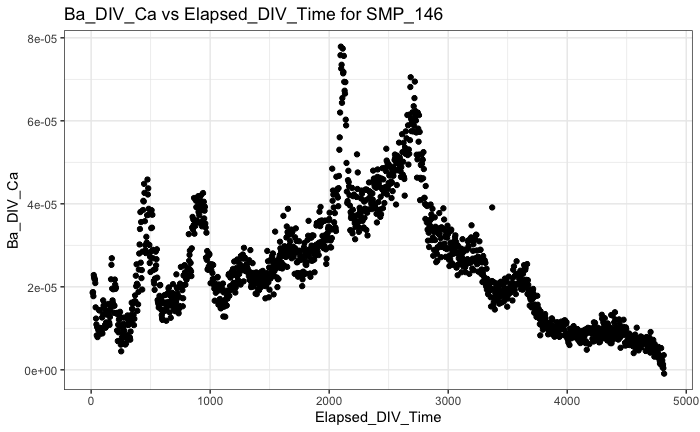 Ba_DIV_Ca vs Elapsed_DIV_Time for SMP_146
8e-05
6e-05
4e-05
2e-05
0e+00
Ba_DIV_Ca
0 1000 2000 3000 4000 5000
Elapsed_DIV_Time